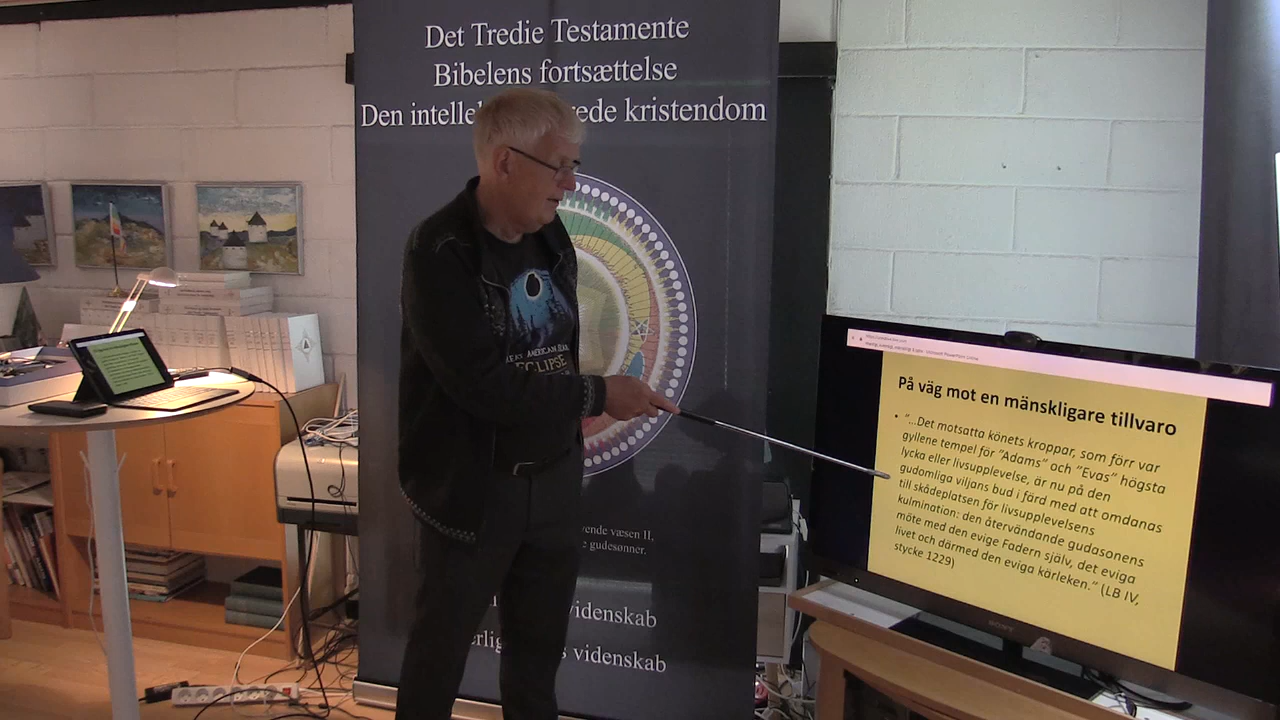 Det Tredie Testamente
Bibelens fortsættelse
Den intelle rede kristendom
ECLIPSE
vende væsen II,
gudesønner.
videnskab
s videnskab
På väg mot en mänskligare tillvaro
• "...Det motsatta könets kroppar, som förr var
gyllene tempel för "Adams" och "Evas" högsta
lycka eller livsupplevelse, är nu på den
gudomliga viljans bud i färd med att omdanas
till skådeplatsen för livsupplevelsens
kulmination: den återvändande gudasonens
möte med den evige Fadern själv, det eviga
livet och därmed den eviga kärleken." (LB IV,
stycke 1229)
SONY